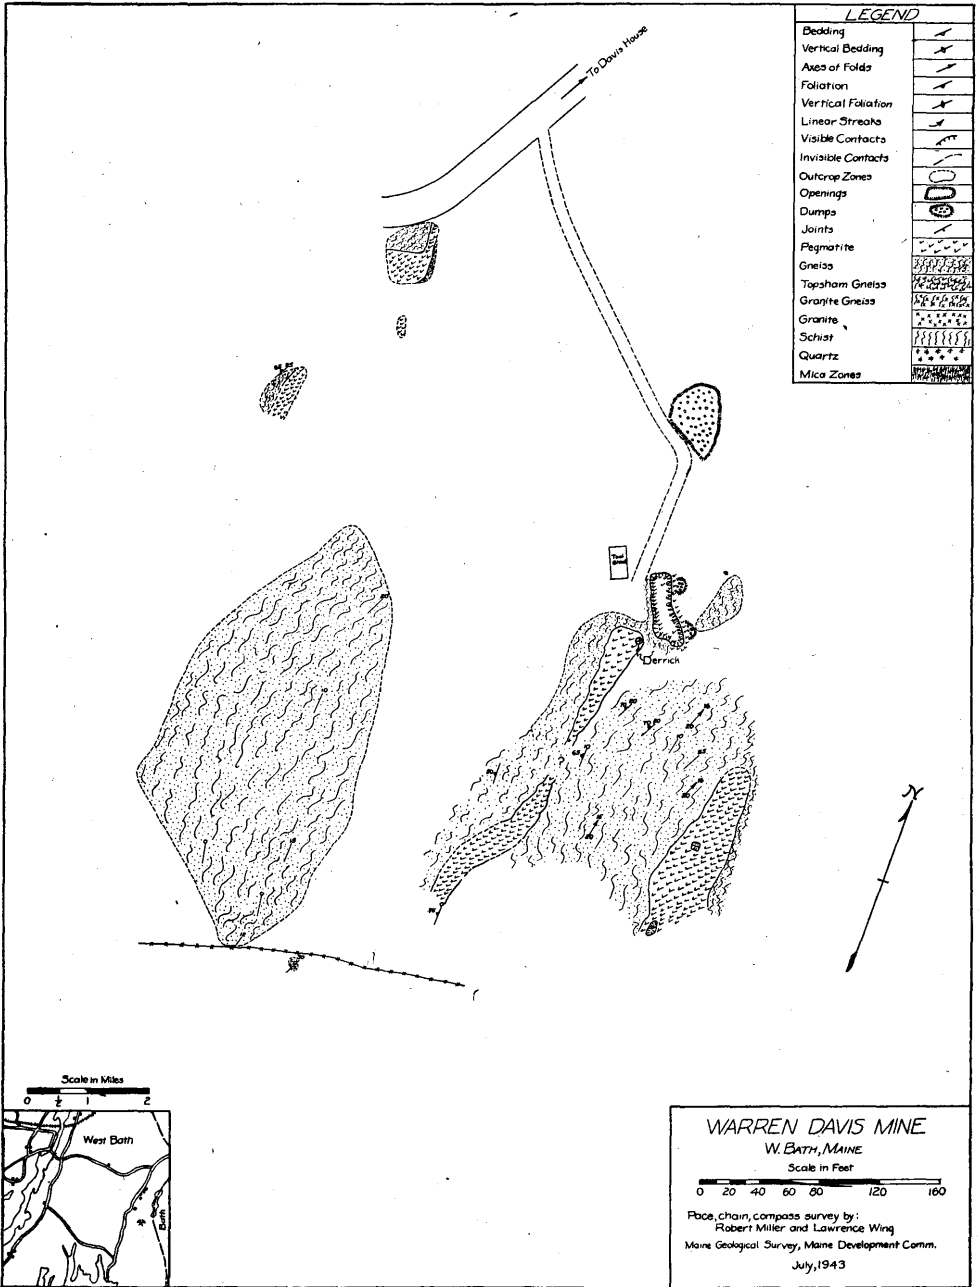 LEGEND
Bedding
Vertical Bedding
Axes of Folds
Foliation
Vertical Foliation
Linear Streaks
Visible Contacts
Invisible Contacts
Outcrop Zones
Openings
Dumps
Joints
Pegmatite
Gneiss
Topsham Gneiss
Granite Gneiss
Granite
Schist
Quartz
Mica Zones
To Davis House
Derrick
N
Scale in Miles
0 ½ 1 2
West Bath
Bath
WARREN DAVIS MINE
W. BATH, MAINE
Scale in Feet
0 20 40 60 80 120 160
Pace, chain, compass survey by:
Robert Miller and Lawrence Wing
Maine Geological Survey, Maine Development Comm.
July, 1943